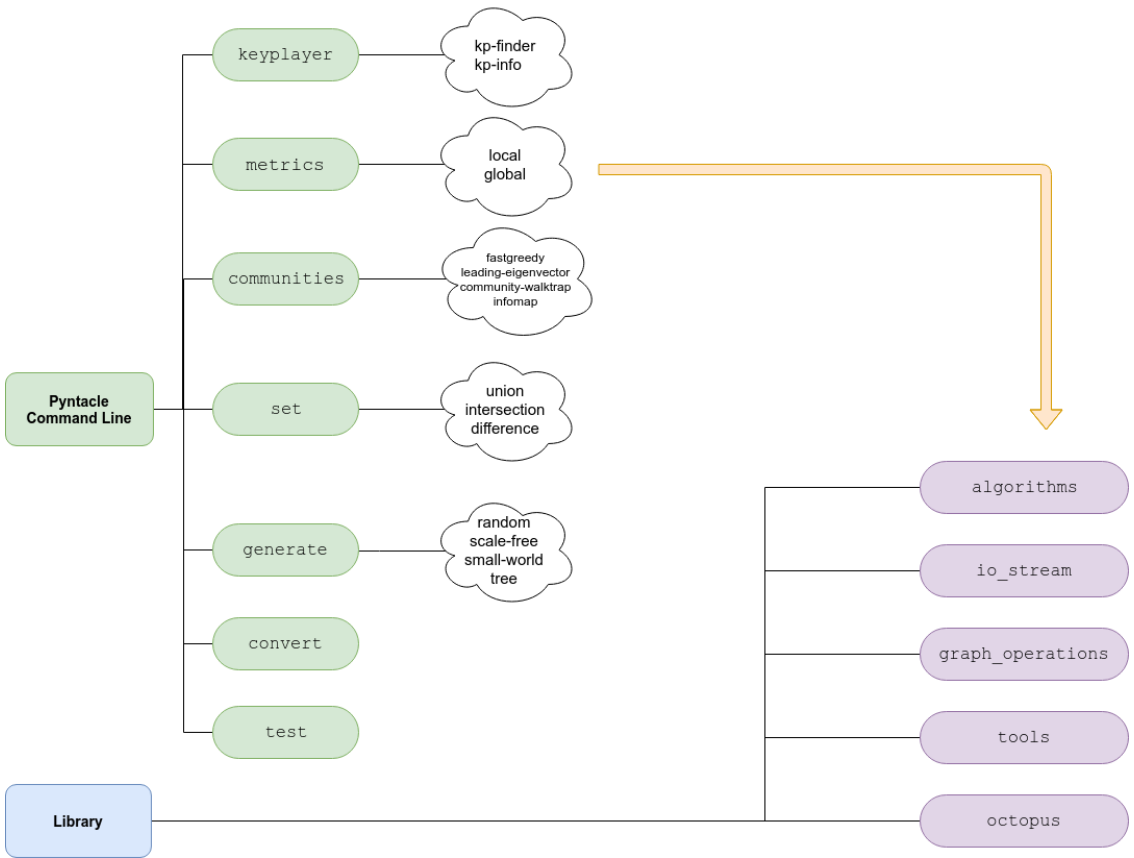 keyplayer
kp-finder
kp-info
metrics
local
global
communities
fastgreedy
leading-eigenvector
community-walktrap
infomap
Pyntacle
Command Line
set
union
intersection
difference
generate
random
scale-free
small-world
tree
convert
test
Library
algorithms
io_stream
graph_operations
tools
octopus